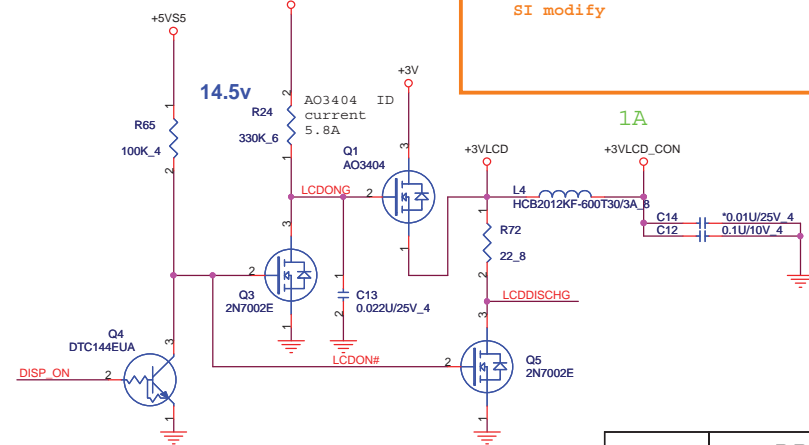 SI modify
+5VS5
14.5v
R65
100K_4
1
2
R24
330K_6
2
1
AO3404 ID
current
5.8A
+3V
Q1
AO3404
3
2
1
LCDONG
1A
+3VLCD
+3VLCD_CON
L4
HCB2012KF-600T30/3A_8
C14
*0.01U/25V_4
C12
0.1U/10V_4
1
R72
22_8
2
Q3
2N7002E
3
2
1
1
C13
0.022U/25V_4
2
LCDDISCHG
Q4
DTC144EUA
3
2
1
DISP_ON
LCDON#
3
2
Q5
2N7002E
1